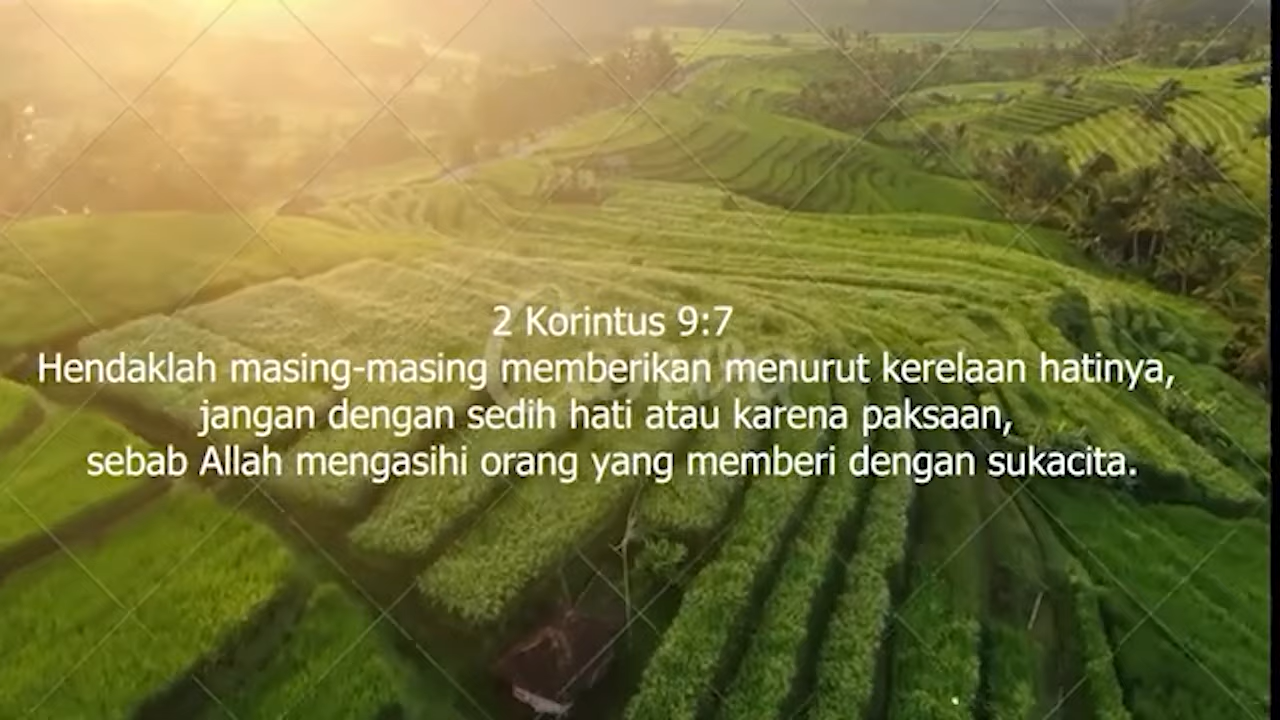 2 Korintus 9:7
Hendaklah masing-masing memberikan menurut kerelaan hatinya,
jangan dengan sedih hati atau karena paksaan,
sebab Allah mengasihi orang yang memberi dengan sukacita.